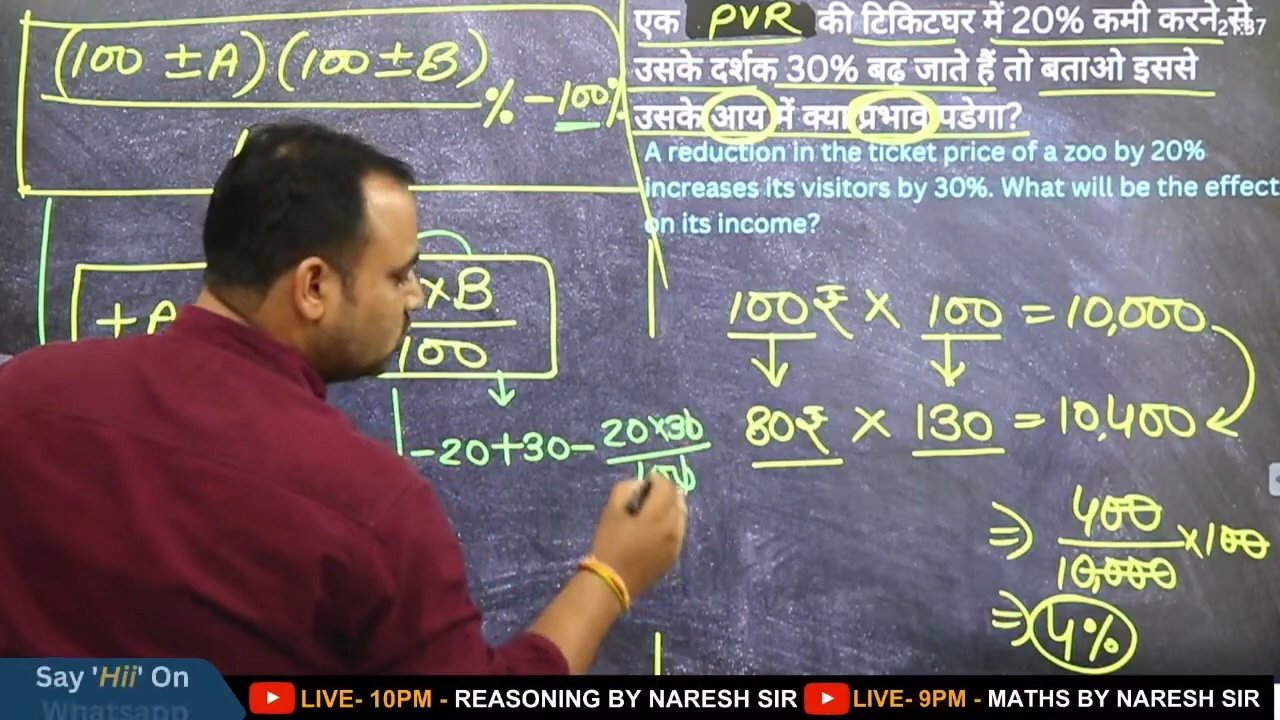 (100 ± A) (100 ± B)
% - 100%
एक PVR की टिकिटघर में 20% कमी करने से
उसके दर्शक 30% बढ़ जाते हैं तो बताओ इससे
उसके आय में क्या प्रभाव पडेगा?
A reduction in the ticket price of a zoo by 20%
increases its visitors by 30%. What will be the effect
on its income?
+A
×B
100
-20+30-20×30
100
100₹ × 100 = 10,000
80₹ × 130 = 10,400
⇒ 400
10,000 ×100
⇒ 4%
Say 'Hii' On
Whatsapp
LIVE- 10PM - REASONING BY NARESH SIR LIVE- 9PM - MATHS BY NARESH SIR